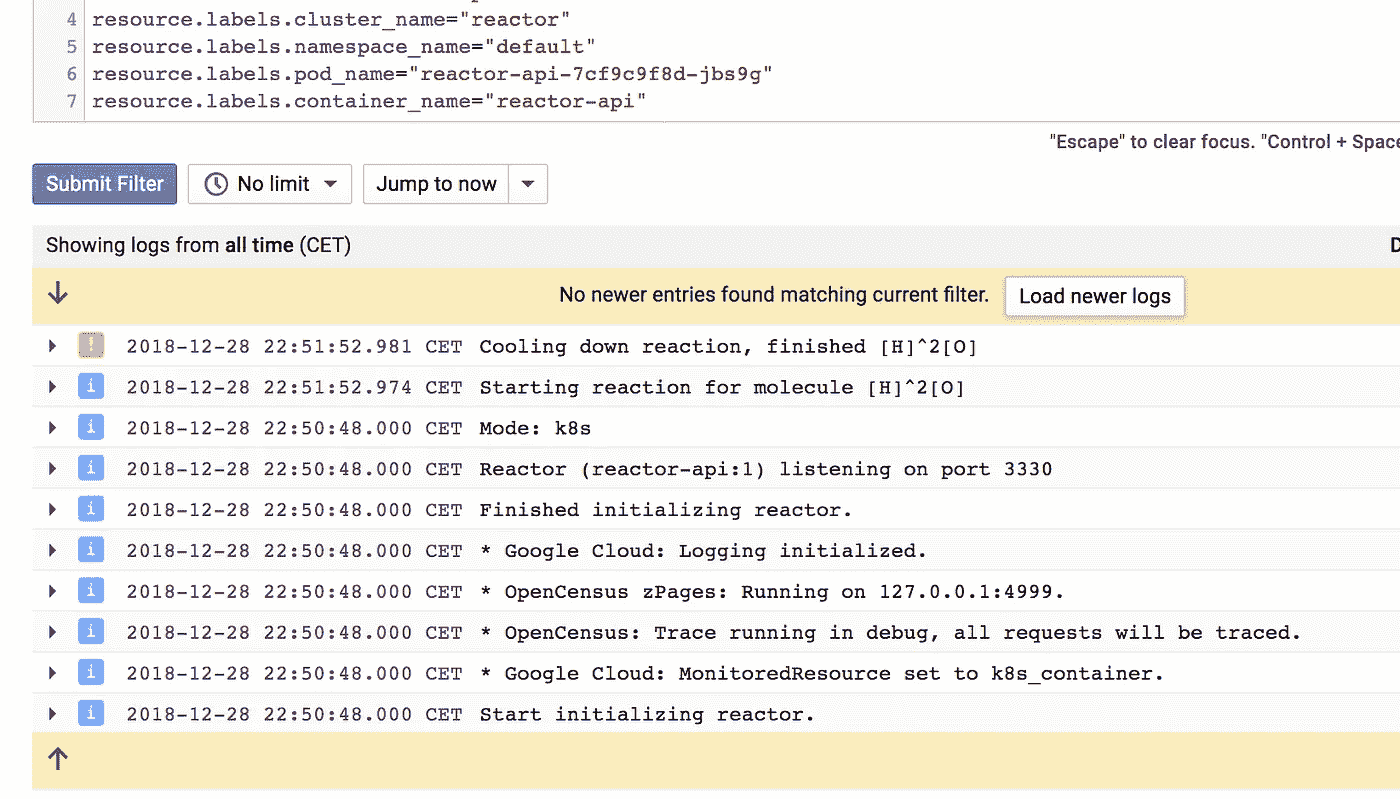 4 resource.labels.cluster_name="reactor"
5 resource.labels.namespace_name="default"
6 resource.labels.pod_name="reactor-api-7cf9c9f8d-jbs9g"
7 resource.labels.container_name="reactor-api"
"Escape" to clear focus. "Control + Space
Submit Filter No limit Jump to now
Showing logs from all time (CET)
No newer entries found matching current filter. Load newer logs
! 2018-12-28 22:51:52.981 CET Cooling down reaction, finished [H]^2[O]
i 2018-12-28 22:51:52.974 CET Starting reaction for molecule [H]^2[O]
i 2018-12-28 22:50:48.000 CET Mode: k8s
i 2018-12-28 22:50:48.000 CET Reactor (reactor-api:1) listening on port 3330
i 2018-12-28 22:50:48.000 CET Finished initializing reactor.
i 2018-12-28 22:50:48.000 CET * Google Cloud: Logging initialized.
i 2018-12-28 22:50:48.000 CET * OpenCensus zPages: Running on 127.0.0.1:4999.
i 2018-12-28 22:50:48.000 CET * OpenCensus: Trace running in debug, all requests will be traced.
i 2018-12-28 22:50:48.000 CET * Google Cloud: MonitoredResource set to k8s_container.
i 2018-12-28 22:50:48.000 CET Start initializing reactor.